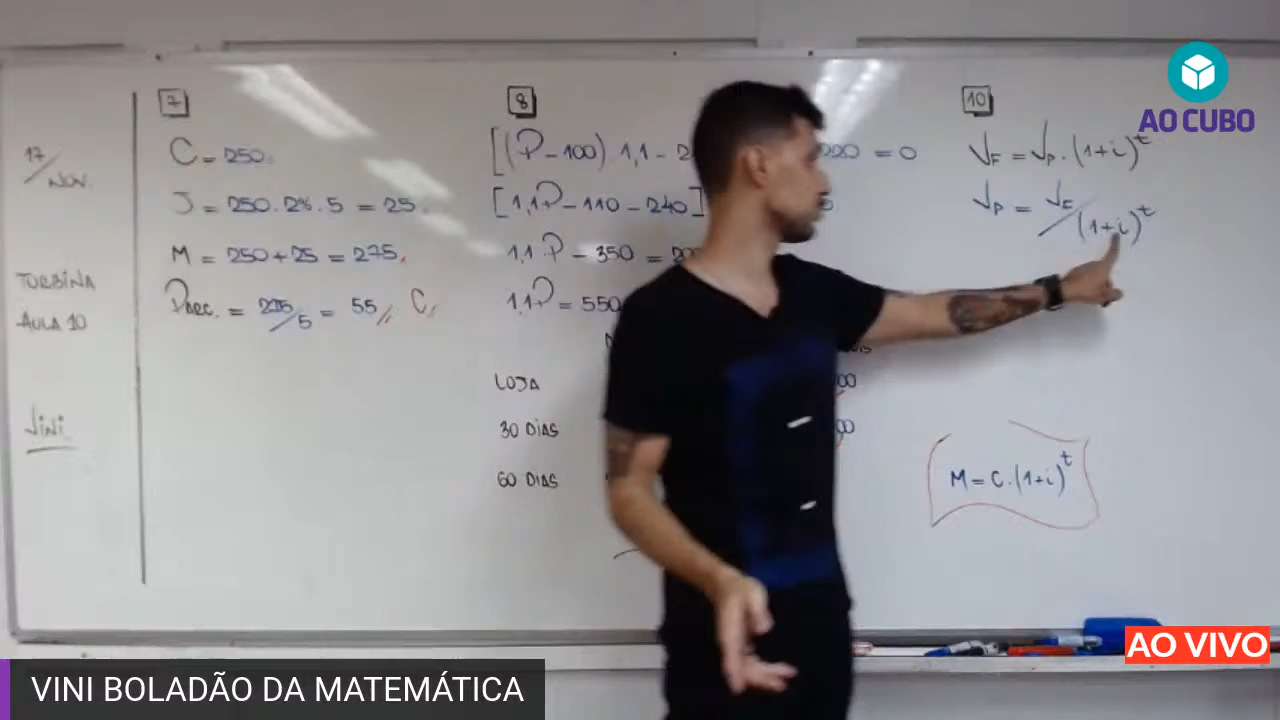 17/NOV.
TURBINA
AULA 10
VINI
7
C = 250.
J = 250.2%.5 = 25.
M = 250+25 = 275.
PARC. = 275/5 = 55 // C.
8
[(P-100).1,1-2 220 = 0
[1,1P-110-240]
1,1P - 350 =
1,1P = 550
LOJA
30 DIAS
60 DIAS
10
VF = VP.(1+i)^t
VP = VF/(1+i)^t
M = C.(1+i)^t
AO CUBO
AO VIVO
VINI BOLADÃO DA MATEMÁTICA